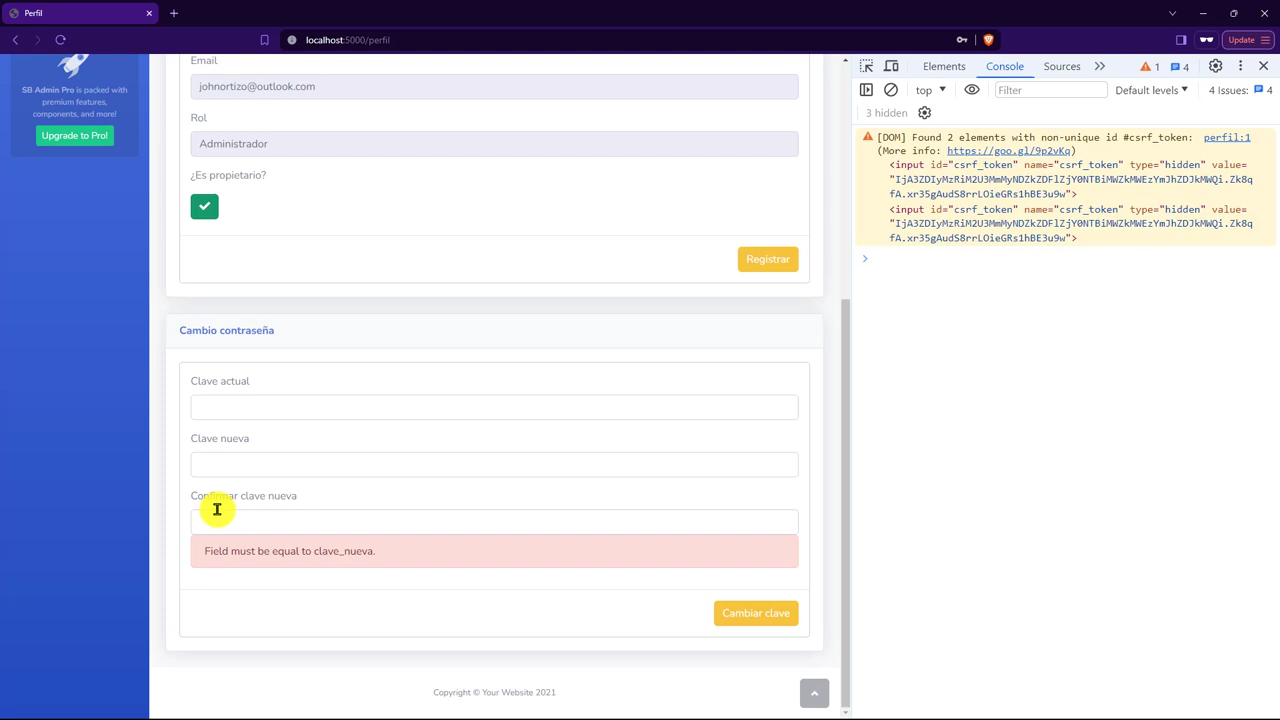 Perfil
localhost:5000/perfil
Update
SB Admin Pro is packed with
premium features,
components, and more!
Upgrade to Pro!
Email
johnortizo@outlook.com
Rol
Administrador
¿Es propietario?
Registrar
Cambio contraseña
Clave actual
Clave nueva
Confirmar clave nueva
Field must be equal to clave_nueva.
Cambiar clave
Copyright © Your Website 2021
Elements
Console
Sources
1
4
top
Filter
Default levels
4 Issues:
4
3 hidden
[DOM] Found 2 elements with non-unique id #csrf_token: perfil:1
(More info: https://goo.gl/9p2vKq)
<input id="csrf_token" name="csrf_token" type="hidden" value=
"IjA3ZDIyMzRiM2U3MmMyNDZkZDFlZjY0NTBiMWZkMWEzYmJhZDJkMWQi.Zk8q
fA.xr35gAudS8rrLOieGRs1hBE3u9w">
<input id="csrf_token" name="csrf_token" type="hidden" value=
"IjA3ZDIyMzRiM2U3MmMyNDZkZDFlZjY0NTBiMWZkMWEzYmJhZDJkMWQi.Zk8q
fA.xr35gAudS8rrLOieGRs1hBE3u9w">